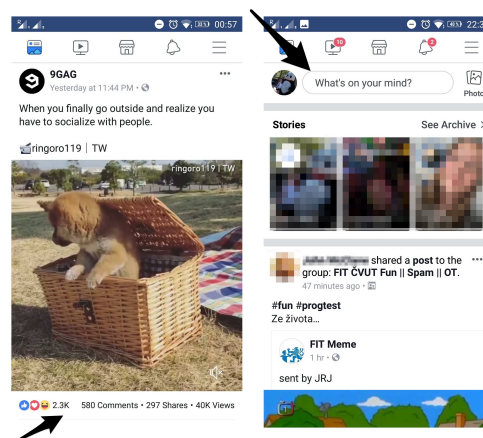 00:57
9GAG
Yesterday at 11:44 PM
When you finally go outside and realize you
have to socialize with people.
ringoro119 | TW
ringoro119 | TW
2.3K 580 Comments • 297 Shares • 40K Views
22:3
10
What's on your mind?
Photo
Stories See Archive
shared a post to the
group: FIT ČVUT Fun || Spam || OT.
47 minutes ago
#fun #progtest
Ze života...
FIT Meme
1 hr
sent by JRJ